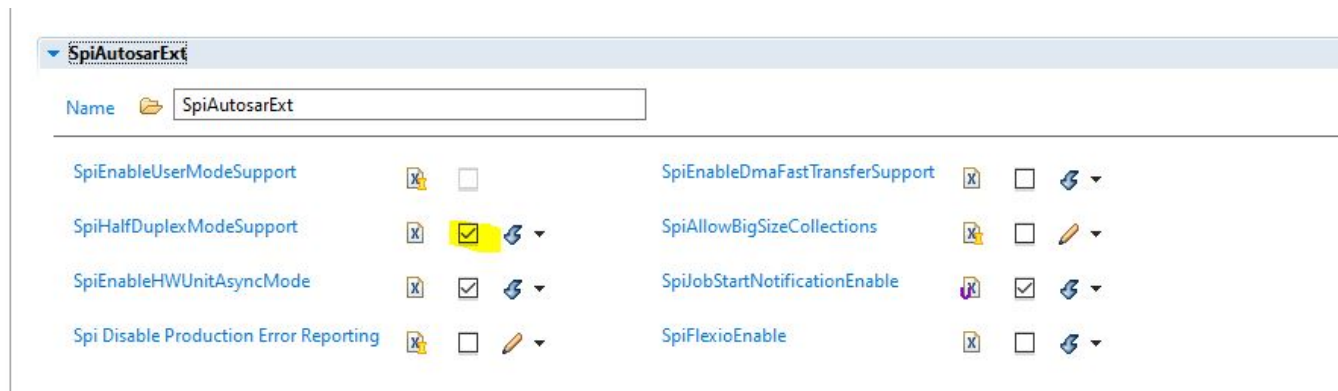 SpiAutosarExt
Name SpiAutosarExt
SpiEnableUserModeSupport SpiEnableDmaFastTransferSupport
SpiHalfDuplexModeSupport SpiAllowBigSizeCollections
SpiEnableHWUnitAsyncMode SpiJobStartNotificationEnable
Spi Disable Production Error Reporting SpiFlexioEnable